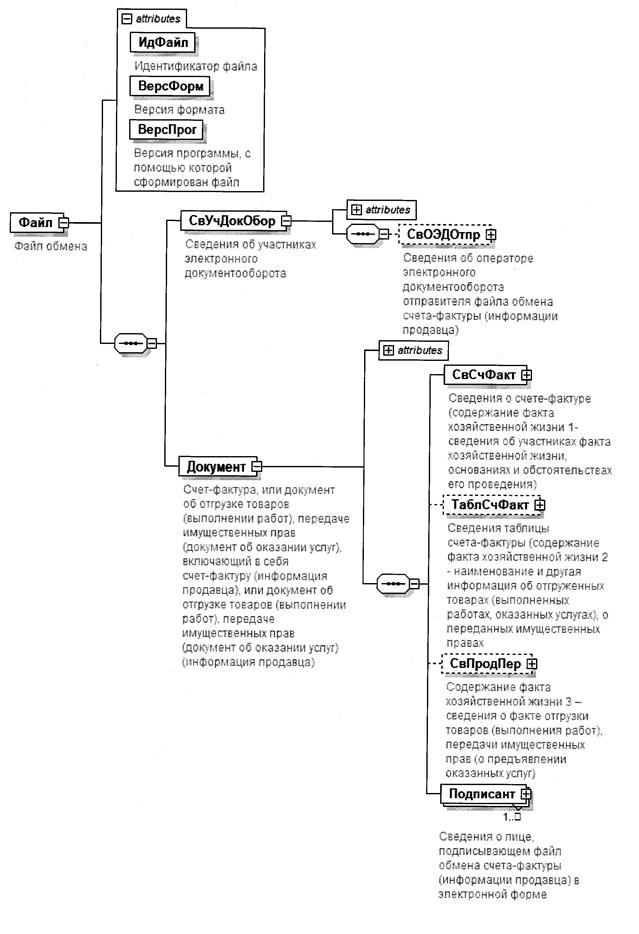 attributes
ИдФайл
Идентификатор файла
ВерсФорм
Версия формата
ВерсПрог
Версия программы, с
помощью которой
сформирован файл
Файл
Файл обмена
СвУчДокОбор
Сведения об участниках
электронного
документооборота
attributes
СвОЭДОтпр
Сведения об операторе
электронного
документооборота
отправителя файла обмена
счета-фактуры (информации
продавца)
Документ
Счет-фактура, или документ
об отгрузке товаров
(выполнении работ), передаче
имущественных прав
(документ об оказании услуг),
включающий в себя
счет-фактуру (информация
продавца), или документ об
отгрузке товаров (выполнении
работ), передаче
имущественных прав
(документ об оказании услуг)
(информация продавца)
attributes
СвСчФакт
Сведения о счете-фактуре
(содержание факта
хозяйственной жизни 1-
сведения об участниках факта
хозяйственной жизни,
основаниях и обстоятельствах
его проведения)
ТаблСчФакт
Сведения таблицы
счета-фактуры (содержание
факта хозяйственной жизни 2
- наименование и другая
информация об отгруженных
товарах (выполненных
работах, оказанных услугах), о
переданных имущественных
правах
СвПродПер
Содержание факта
хозяйственной жизни 3 –
сведения о факте отгрузки
товаров (выполнения работ),
передачи имущественных
прав (о предъявлении
оказанных услуг)
Подписант
1..□
Сведения о лице,
подписывающем файл
обмена счета-фактуры
(информации продавца) в
электронной форме